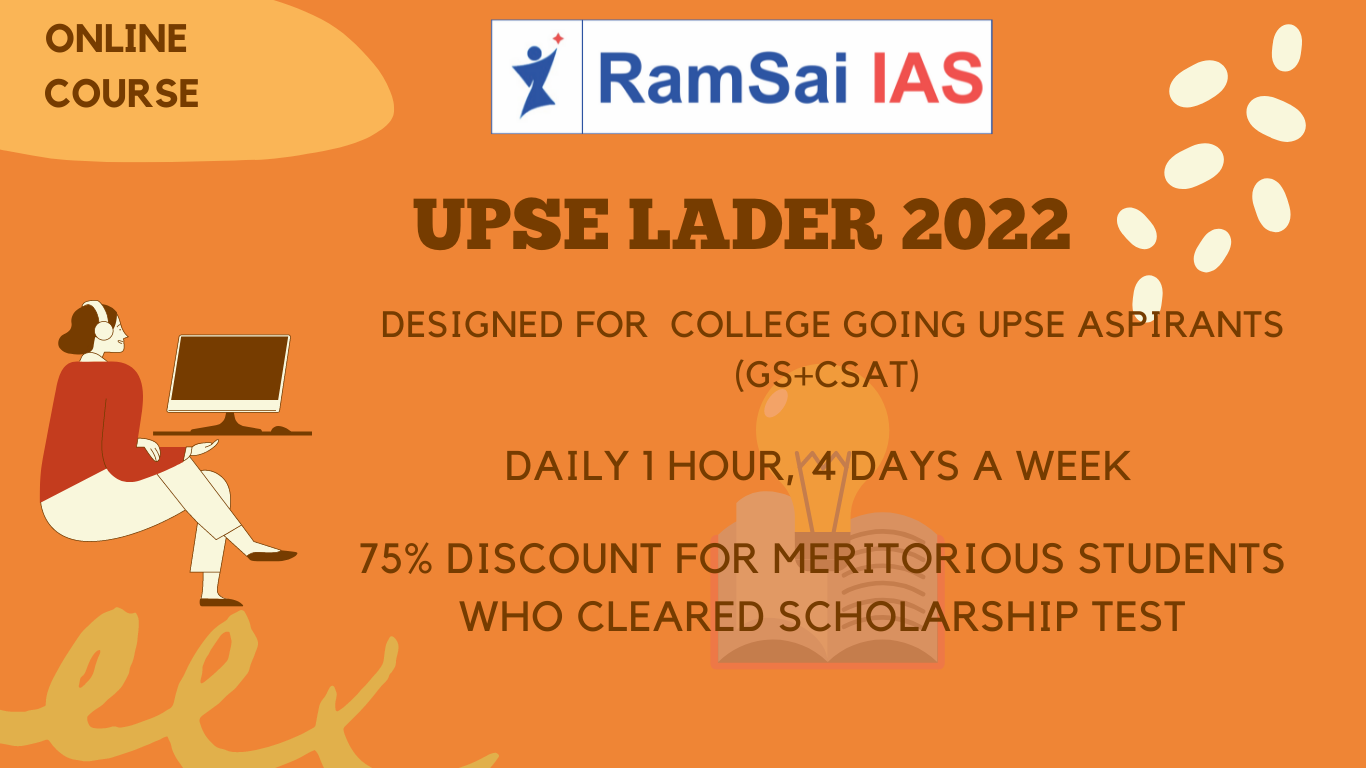 ONLINE
COURSE
RamSai IAS
UPSE LADER 2022
DESIGNED FOR COLLEGE GOING UPSE ASPIRANTS
(GS+CSAT)
DAILY 1 HOUR, 4 DAYS A WEEK
75% DISCOUNT FOR MERITORIOUS STUDENTS
WHO CLEARED SCHOLARSHIP TEST